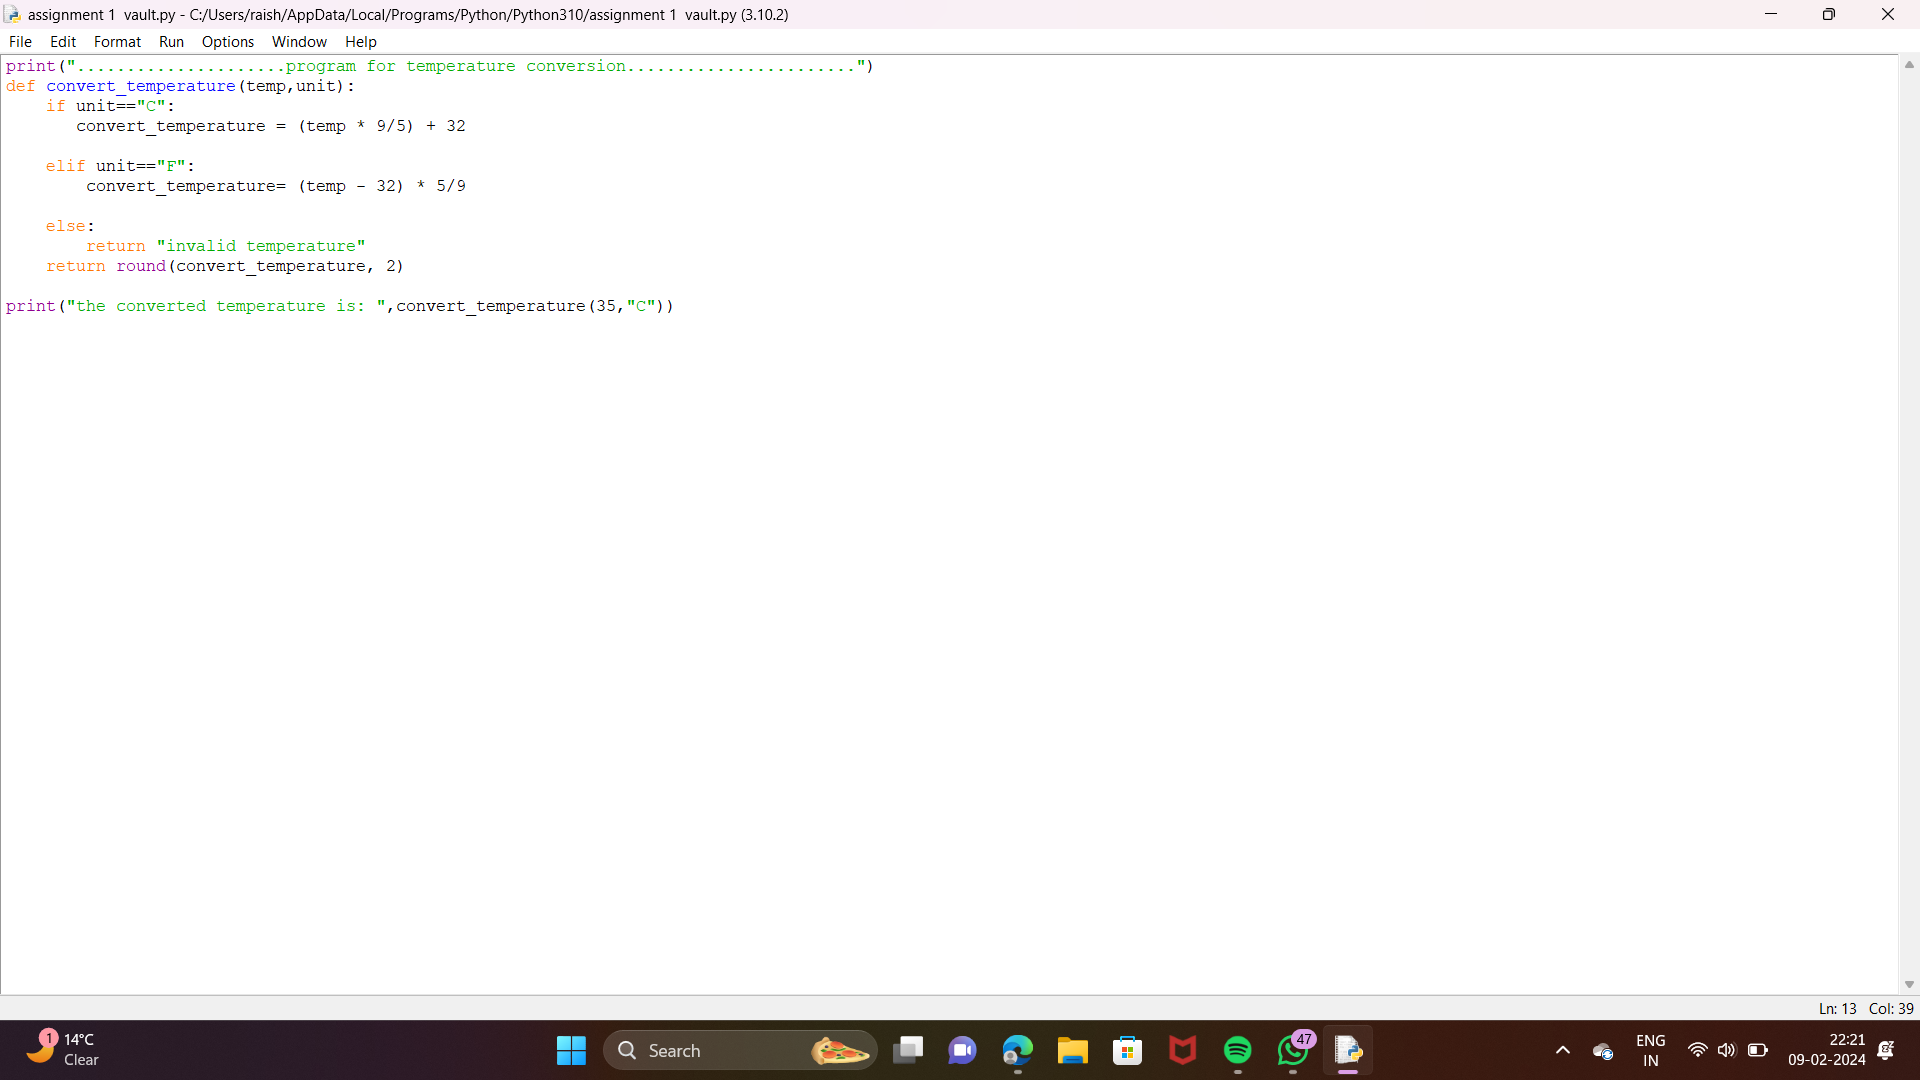 assignment 1  vault.py - C:/Users/raish/AppData/Local/Programs/Python/Python310/assignment 1  vault.py (3.10.2)
File Edit Format Run Options Window Help
print(".....................program for temperature conversion.......................")
def convert_temperature(temp,unit):
    if unit=="C":
       convert_temperature = (temp * 9/5) + 32
    elif unit=="F":
        convert_temperature= (temp - 32) * 5/9
    else:
        return "invalid temperature"
    return round(convert_temperature, 2)
print("the converted temperature is: ",convert_temperature(35,"C"))
Ln: 13 Col: 39
1 14°C
Clear
Search
47
ENG
IN
22:21
09-02-2024